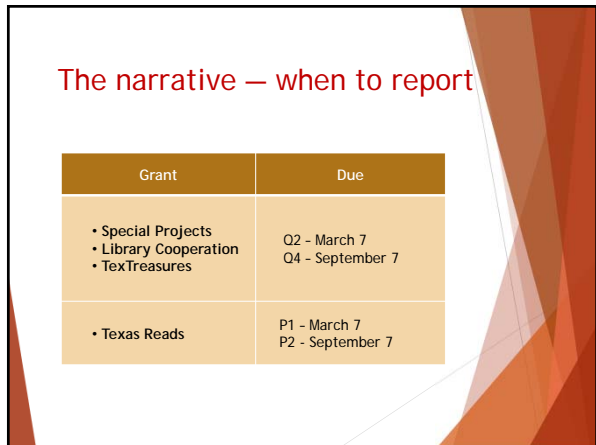 The narrative — when to report
Grant
Due
• Special Projects
• Library Cooperation
• TexTreasures
Q2 – March 7
Q4 – September 7
• Texas Reads
P1 – March 7
P2 - September 7